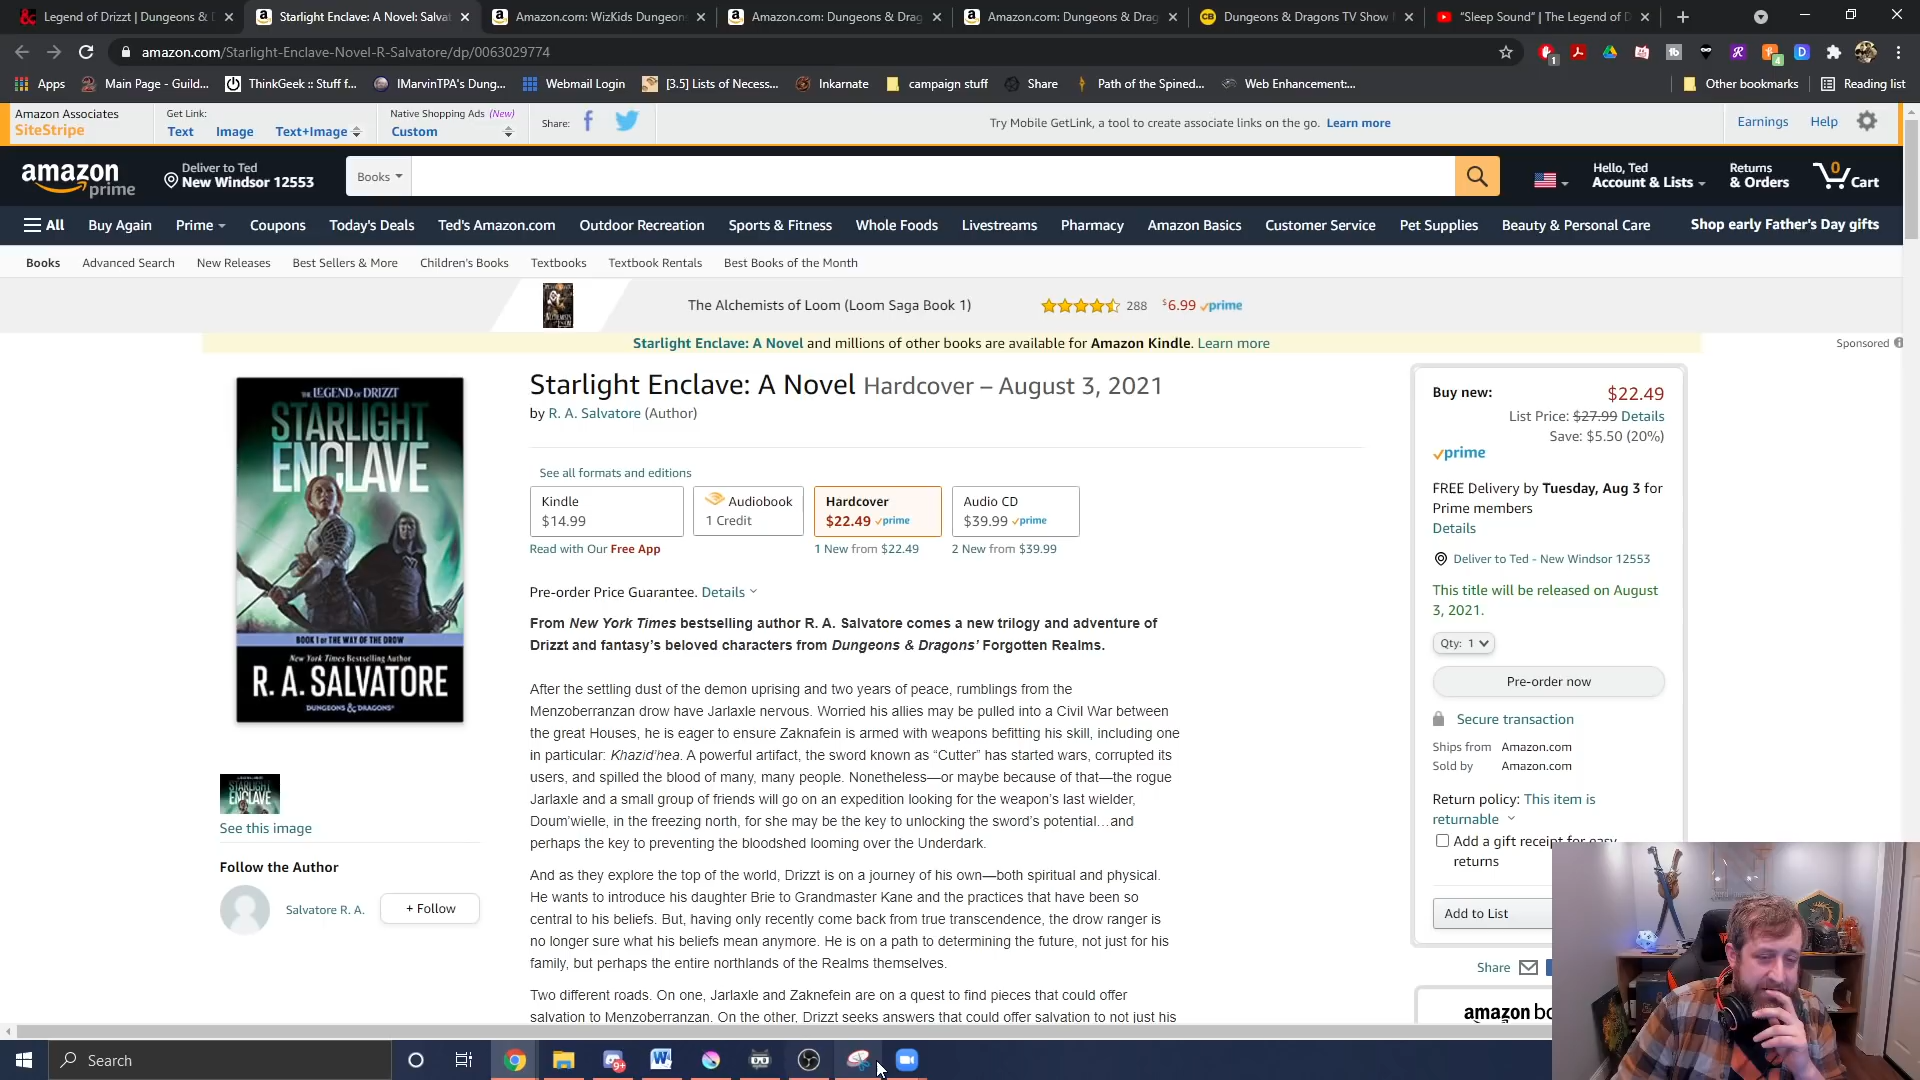 Legend of Drizzt | Dungeons & D
Starlight Enclave: A Novel: Salvat
Amazon.com: WizKids Dungeons
Amazon.com: Dungeons & Drag
Amazon.com: Dungeons & Drag
Dungeons & Dragons TV Show
"Sleep Sound" | The Legend of D
amazon.com/Starlight-Enclave-Novel-R-Salvatore/dp/0063029774
Apps
Main Page - Guild...
ThinkGeek :: Stuff f...
IMarvinTPA's Dung...
Webmail Login
[3.5] Lists of Necess...
Inkarnate
campaign stuff
Share
Path of the Spined...
Web Enhancement:...
Other bookmarks
Reading list
Amazon Associates
SiteStripe
Get Link:
Text Image Text+Image
Native Shopping Ads (New)
Custom
Share:
Try Mobile GetLink, a tool to create associate links on the go. Learn more
Earnings
Help
amazon prime
Deliver to Ted
New Windsor 12553
Books
Hello, Ted
Account & Lists
Returns
& Orders
0
Cart
All
Buy Again
Prime
Coupons
Today's Deals
Ted's Amazon.com
Outdoor Recreation
Sports & Fitness
Whole Foods
Livestreams
Pharmacy
Amazon Basics
Customer Service
Pet Supplies
Beauty & Personal Care
Shop early Father's Day gifts
Books
Advanced Search
New Releases
Best Sellers & More
Children's Books
Textbooks
Textbook Rentals
Best Books of the Month
The Alchemists of Loom (Loom Saga Book 1)
288
$6.99 prime
Starlight Enclave: A Novel and millions of other books are available for Amazon Kindle. Learn more
Sponsored
THE LEGEND OF DRIZZT
STARLIGHT
ENCLAVE
BOOK 1 OF THE WAY OF THE DROW
New York Times Bestselling Author
R. A. SALVATORE
DUNGEONS & DRAGONS
See this image
Follow the Author
Salvatore R. A.
+ Follow
Starlight Enclave: A Novel Hardcover – August 3, 2021
by R. A. Salvatore (Author)
See all formats and editions
Kindle
$14.99
Read with Our Free App
Audiobook
1 Credit
Hardcover
$22.49 prime
1 New from $22.49
Audio CD
$39.99 prime
2 New from $39.99
Pre-order Price Guarantee. Details
From New York Times bestselling author R. A. Salvatore comes a new trilogy and adventure of
Drizzt and fantasy's beloved characters from Dungeons & Dragons' Forgotten Realms.
After the settling dust of the demon uprising and two years of peace, rumblings from the
Menzoberranzan drow have Jarlaxle nervous. Worried his allies may be pulled into a Civil War between
the great Houses, he is eager to ensure Zaknafein is armed with weapons befitting his skill, including one
in particular: Khazid'hea. A powerful artifact, the sword known as "Cutter" has started wars, corrupted its
users, and spilled the blood of many, many people. Nonetheless—or maybe because of that—the rogue
Jarlaxle and a small group of friends will go on an expedition looking for the weapon's last wielder,
Doum'wielle, in the freezing north, for she may be the key to unlocking the sword's potential…and
perhaps the key to preventing the bloodshed looming over the Underdark.
And as they explore the top of the world, Drizzt is on a journey of his own—both spiritual and physical.
He wants to introduce his daughter Brie to Grandmaster Kane and the practices that have been so
central to his beliefs. But, having only recently come back from true transcendence, the drow ranger is
no longer sure what his beliefs mean anymore. He is on a path to determining the future, not just for his
family, but perhaps the entire northlands of the Realms themselves.
Two different roads. On one, Jarlaxle and Zaknefein are on a quest to find pieces that could offer
salvation to Menzoberranzan. On the other, Drizzt seeks answers that could offer salvation to not just his
Buy new:
$22.49
List Price: $27.99 Details
Save: $5.50 (20%)
prime
FREE Delivery by Tuesday, Aug 3 for
Prime members
Details
Deliver to Ted - New Windsor 12553
This title will be released on August
3, 2021.
Qty: 1
Pre-order now
Secure transaction
Ships from Amazon.com
Sold by Amazon.com
Return policy: This item is
returnable
Add a gift receipt for easy
returns
Add to List
Share
amazon bo
Search
9+